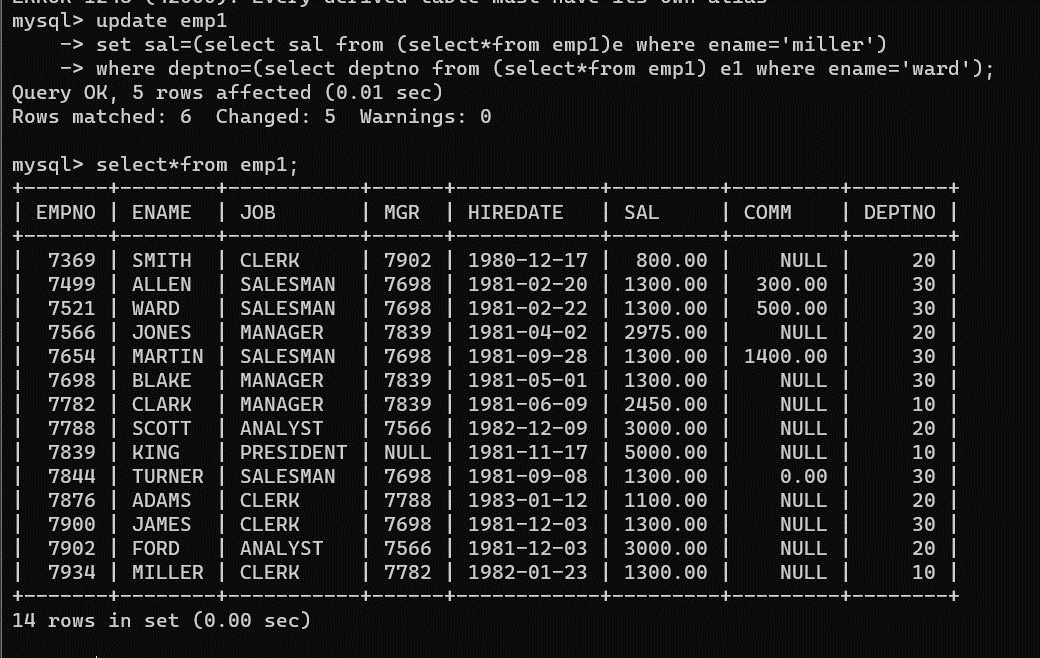 ERROR 1248 (42000): Every derived table must have its own alias
mysql> update emp1
    -> set sal=(select sal from (select*from emp1)e where ename='miller')
    -> where deptno=(select deptno from (select*from emp1) e1 where ename='ward');
Query OK, 5 rows affected (0.01 sec)
Rows matched: 6  Changed: 5  Warnings: 0

mysql> select*from emp1;
+-------+--------+-----------+------+------------+---------+---------+--------+
| EMPNO | ENAME  | JOB       | MGR  | HIREDATE   | SAL     | COMM    | DEPTNO |
+-------+--------+-----------+------+------------+---------+---------+--------+
|  7369 | SMITH  | CLERK     | 7902 | 1980-12-17 |  800.00 |    NULL |     20 |
|  7499 | ALLEN  | SALESMAN  | 7698 | 1981-02-20 | 1300.00 |  300.00 |     30 |
|  7521 | WARD   | SALESMAN  | 7698 | 1981-02-22 | 1300.00 |  500.00 |     30 |
|  7566 | JONES  | MANAGER   | 7839 | 1981-04-02 | 2975.00 |    NULL |     20 |
|  7654 | MARTIN | SALESMAN  | 7698 | 1981-09-28 | 1300.00 | 1400.00 |     30 |
|  7698 | BLAKE  | MANAGER   | 7839 | 1981-05-01 | 1300.00 |    NULL |     30 |
|  7782 | CLARK  | MANAGER   | 7839 | 1981-06-09 | 2450.00 |    NULL |     10 |
|  7788 | SCOTT  | ANALYST   | 7566 | 1982-12-09 | 3000.00 |    NULL |     20 |
|  7839 | KING   | PRESIDENT | NULL | 1981-11-17 | 5000.00 |    NULL |     10 |
|  7844 | TURNER | SALESMAN  | 7698 | 1981-09-08 | 1300.00 |    0.00 |     30 |
|  7876 | ADAMS  | CLERK     | 7788 | 1983-01-12 | 1100.00 |    NULL |     20 |
|  7900 | JAMES  | CLERK     | 7698 | 1981-12-03 | 1300.00 |    NULL |     30 |
|  7902 | FORD   | ANALYST   | 7566 | 1981-12-03 | 3000.00 |    NULL |     20 |
|  7934 | MILLER | CLERK     | 7782 | 1982-01-23 | 1300.00 |    NULL |     10 |
+-------+--------+-----------+------+------------+---------+---------+--------+
14 rows in set (0.00 sec)